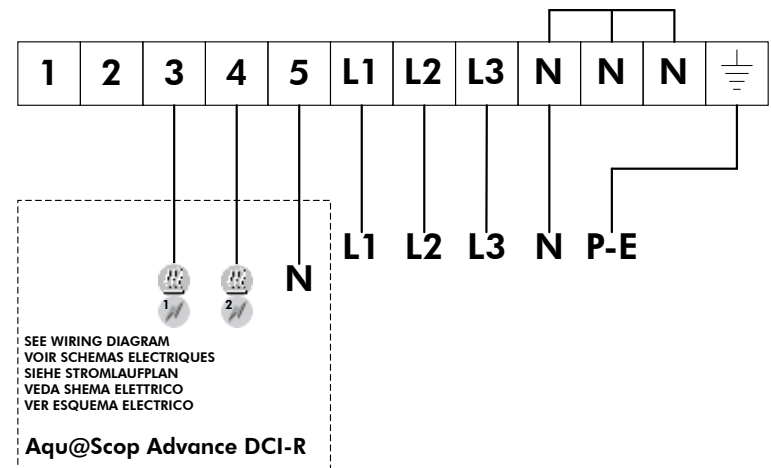 1 2 3 4 5 L1 L2 L3 N N N
L1 L2 L3 N P-E
N
1 2
SEE WIRING DIAGRAM
VOIR SCHEMAS ELECTRIQUES
SIEHE STROMLAUFPLAN
VEDA SHEMA ELETTRICO
VER ESQUEMA ELECTRICO
Aqu@Scop Advance DCI-R